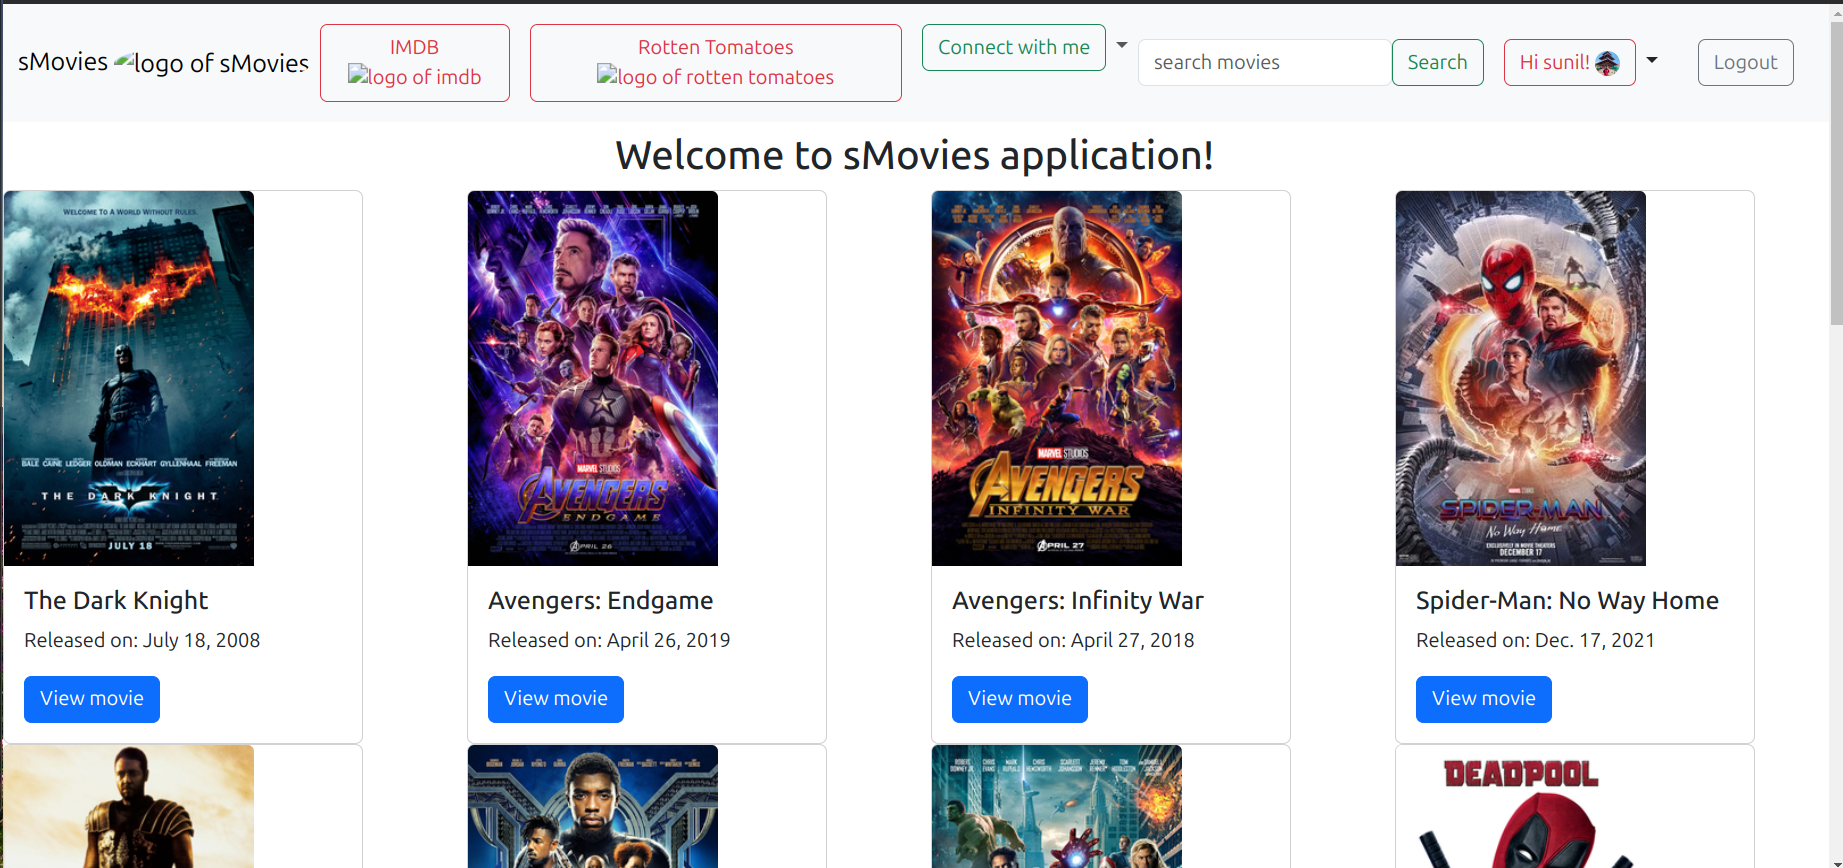 sMovies logo of sMovies
IMDB
logo of imdb
Rotten Tomatoes
logo of rotten tomatoes
Connect with me
search movies
Search
Hi sunil!
Logout
Welcome to sMovies application!
WELCOME TO A WORLD WITHOUT RULES.
BALE CAINE LEDGER OLDMAN ECKHART GYLLENHAAL FREEMAN
THE DARK KNIGHT
JULY 18
MARVEL STUDIOS
AVENGERS
ENDGAME
APRIL 26
MARVEL STUDIOS
AVENGERS
INFINITY WAR
APRIL 27
SPIDER-MAN
No Way Home
EXCLUSIVELY IN MOVIE THEATERS
DECEMBER 17
The Dark Knight
Released on: July 18, 2008
View movie
Avengers: Endgame
Released on: April 26, 2019
View movie
Avengers: Infinity War
Released on: April 27, 2018
View movie
Spider-Man: No Way Home
Released on: Dec. 17, 2021
View movie
DEADPOOL